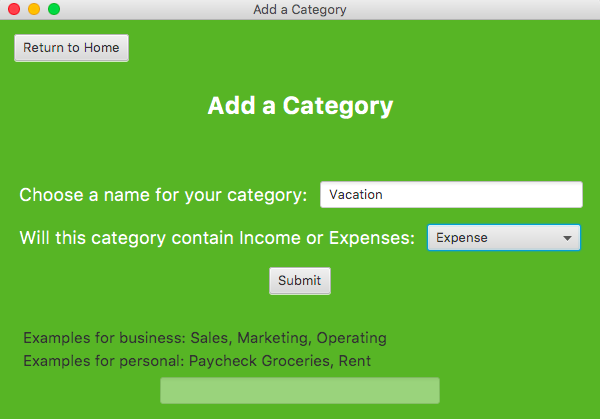 Add a Category
Return to Home
Add a Category
Choose a name for your category: Vacation
Will this category contain Income or Expenses: Expense
Submit
Examples for business: Sales, Marketing, Operating
Examples for personal: Paycheck Groceries, Rent